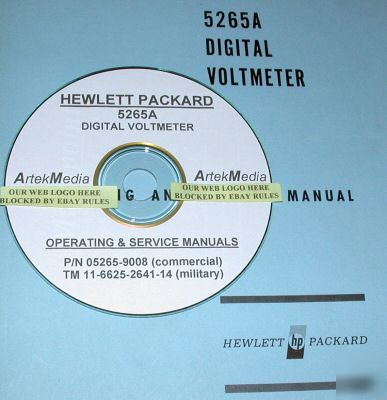 5265A
DIGITAL
VOLTMETER
HEWLETT PACKARD
5265A
DIGITAL VOLTMETER
ArtekMedia ArtekMedia
OUR WEB LOGO HERE
BLOCKED BY EBAY RULES
OUR WEB LOGO HERE
BLOCKED BY EBAY RULES
NG AN MANUAL
OPERATING & SERVICE MANUALS
P/N 05265-9008 (commercial)
TM 11-6625-2641-14 (military)
HEWLETT hp PACKARD